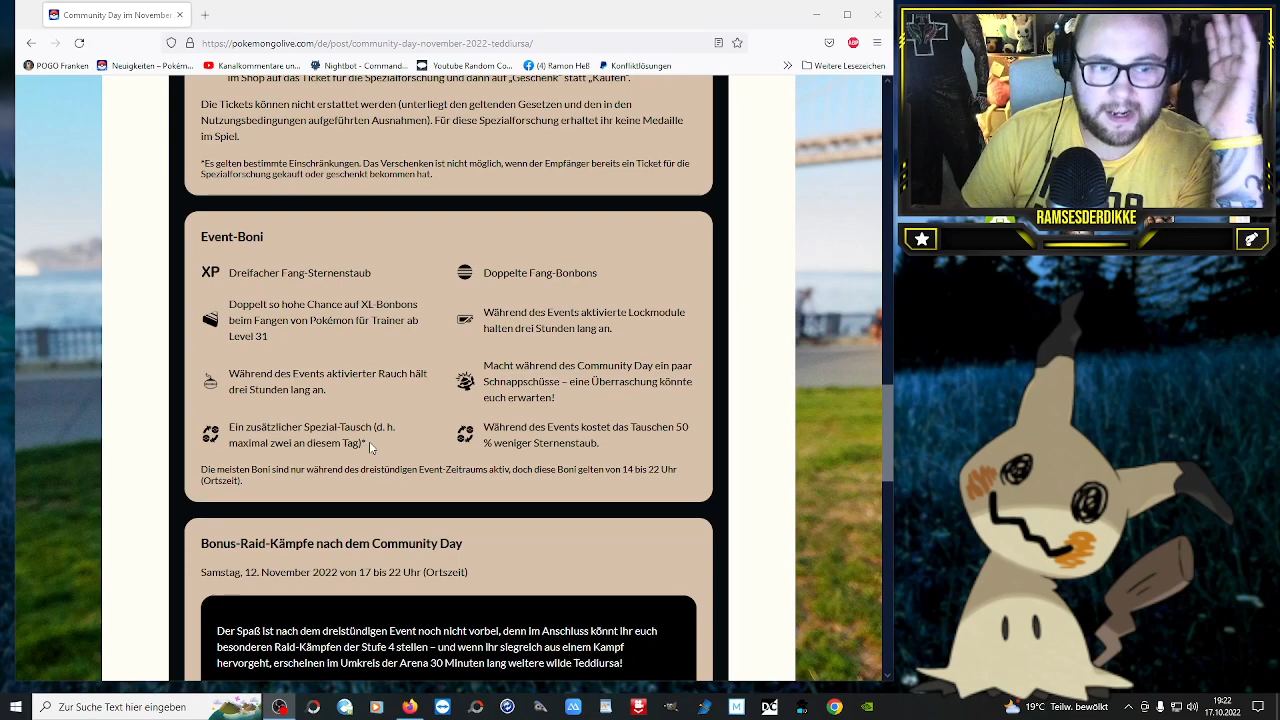 Community Day im November
https://pokemongolive.com/de/post/community-day-november-2022-teddiursa/
POGO Franken
Neuigkeiten – Pokém...
Kanalkommentare -...
Nightbot - Command...
Youtube Random Co...
(4) Ramon Hell
Konfliktlösungen
Weitere Lesezeichen
im Shop auf das Ticket für die Spezialforschung und dann auf „Geschenk“ statt „Kaufen“.
Die Tickets können nicht erstattet werden (unterliegt den geltenden Gesetzen und den in den
Nutzungsbedingungen aufgeführten Ausnahmen). Für diese Spezialforschung erhaltet ihr keine Medaille
im Spiel.
*Es gelten bestimmte Einschränkungen. Das Verschenken ist nicht möglich, wenn der Empfänger bereits ein Ticket für die
Spezialforschung gekauft oder geschenkt bekommen hat.
Event-Boni
XP Dreifacher Fang-Sternenstaub
Doppelte Fang-Bonbons
Doppelt so hohe Chance auf XL-Bonbons
beim Fangen von Pokémon für Trainer ab
Level 31
Während des Events aktivierte Lockmodule
halten drei Stunden lang an.
Während des Events aktivierter Rauch hält
drei Stunden lang an.
Macht während des Community Day ein paar
Schnappschüsse – eine Überraschung könnte
euch erwarten!
Ein zusätzlicher Spezial-Tausch (d. h.
maximal zwei an diesem Tag)*
Während des Events kostet das Tauschen 50
% weniger Sternenstaub.
Die meisten Boni sind nur während des dreistündigen Event-Zeitraums aktiv, doch diese Boni gelten von 14 bis 22 Uhr
(Ortszeit).
Bonus-Raid-Kämpfe nach dem Community Day
Samstag, 12. November 2022 von 17 bis 22 Uhr (Ortszeit)
Der Spaß ist nach dem dreistündigen Event noch nicht vorbei, denn im Anschluss könnt ihr euch
besonderen Raid-Kämpfen der Stufe 4 stellen – und wenn ihr siegreich aus einem Kampf
hervorgeht, erscheinen im Umkreis der Arena 30 Minuten lang weitere wilde Teddiursa!
RAMSESDERDIKKE
Zur Suche Text hier eingeben
19°C Teilw. bewölkt
19:22
17.10.2022